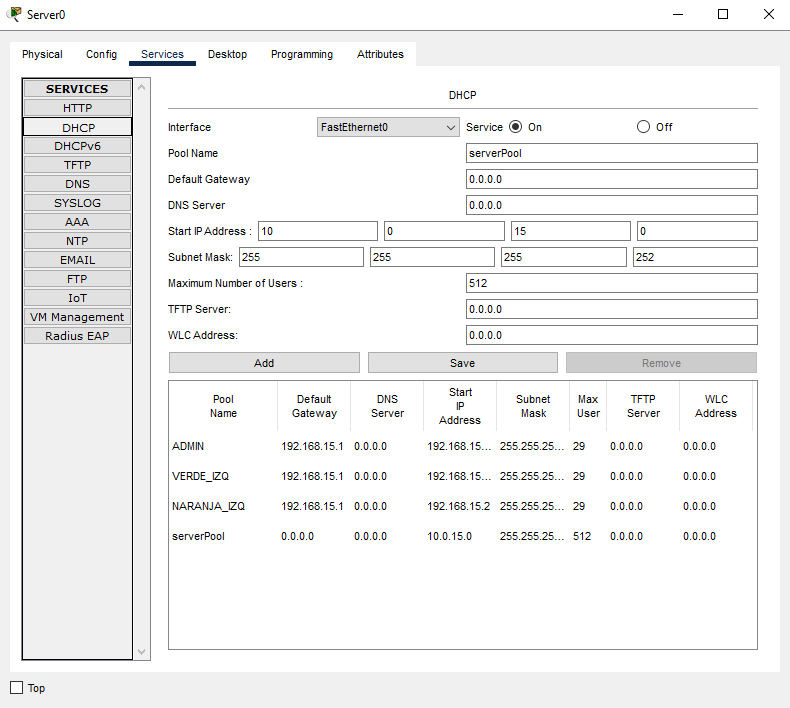 Server0
Physical Config Services Desktop Programming Attributes
SERVICES
HTTP
DHCP
DHCPv6
TFTP
DNS
SYSLOG
AAA
NTP
EMAIL
FTP
IoT
VM Management
Radius EAP
DHCP
Interface FastEthernet0 Service On Off
Pool Name serverPool
Default Gateway 0.0.0.0
DNS Server 0.0.0.0
Start IP Address : 10 0 15 0
Subnet Mask: 255 255 255 252
Maximum Number of Users : 512
TFTP Server: 0.0.0.0
WLC Address: 0.0.0.0
Add Save Remove
Pool Name Default Gateway DNS Server Start IP Address Subnet Mask Max User TFTP Server WLC Address
ADMIN 192.168.15.1 0.0.0.0 192.168.15... 255.255.25... 29 0.0.0.0 0.0.0.0
VERDE_IZQ 192.168.15.1 0.0.0.0 192.168.15... 255.255.25... 29 0.0.0.0 0.0.0.0
NARANJA_IZQ 192.168.15.1 0.0.0.0 192.168.15.2 255.255.25... 29 0.0.0.0 0.0.0.0
serverPool 0.0.0.0 0.0.0.0 10.0.15.0 255.255.25... 512 0.0.0.0 0.0.0.0
Top